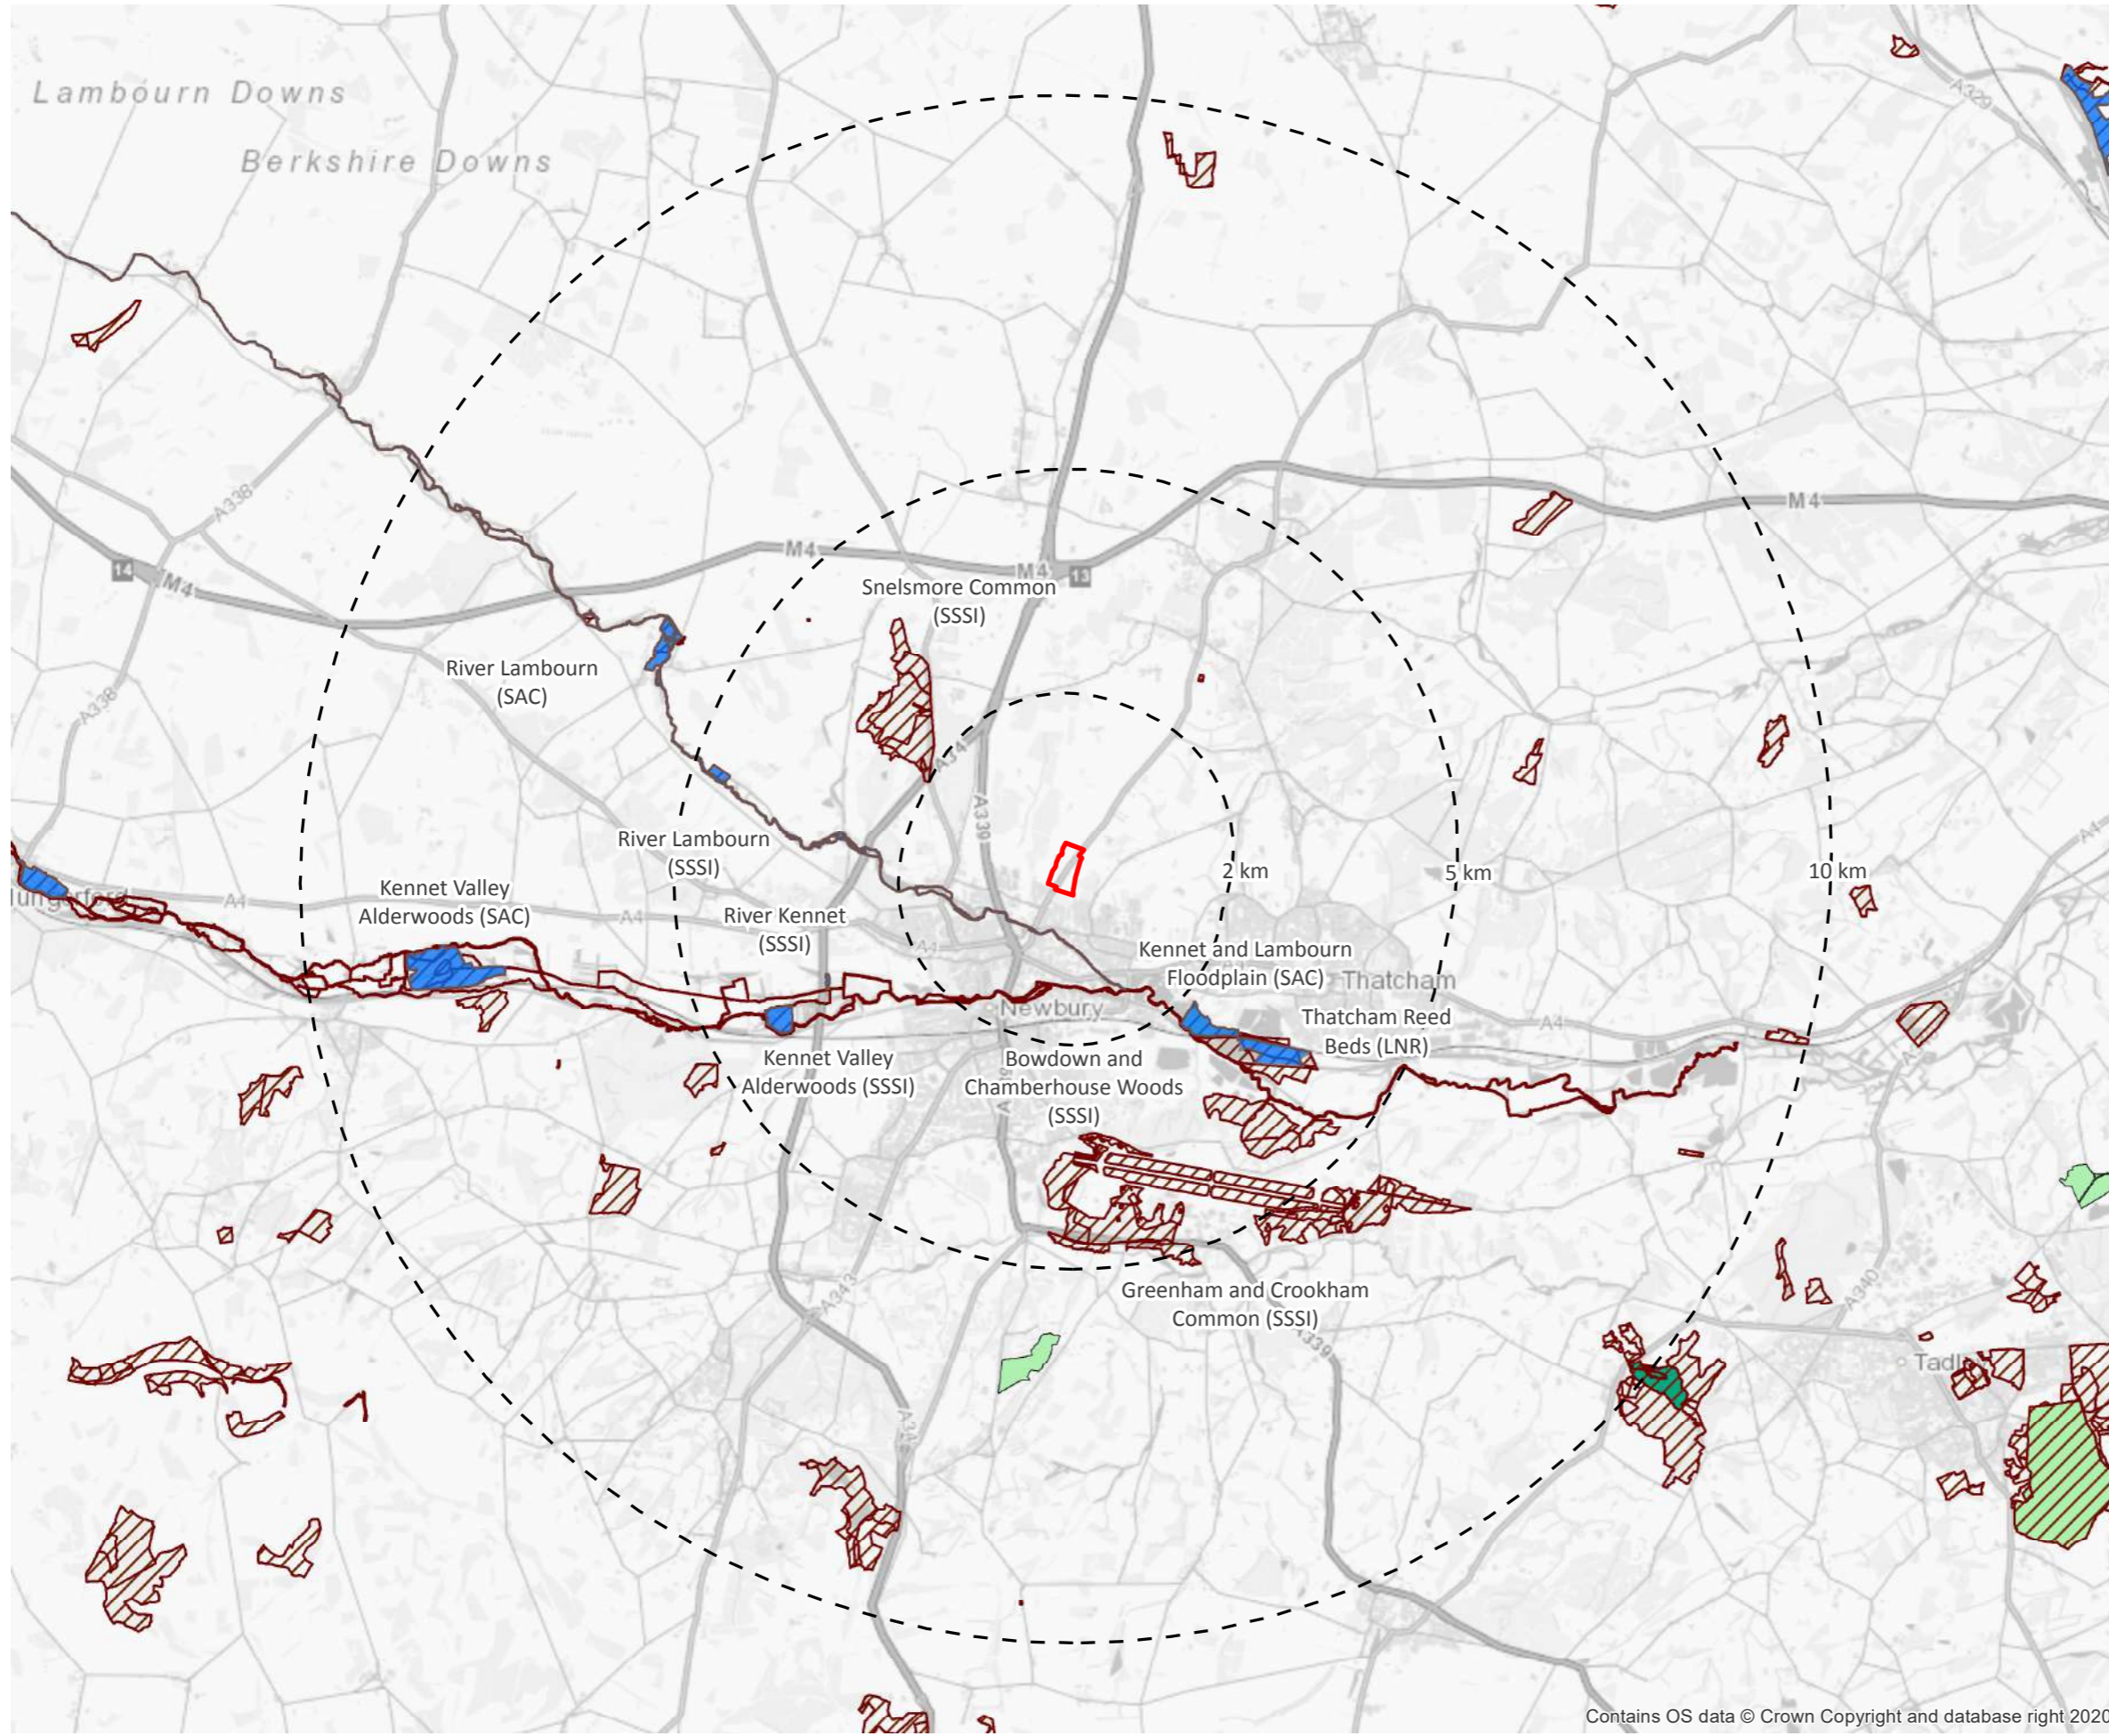 Lambourn Downs
Berkshire Downs
A329
A338
M4
M4
M4
13
14
M4
Snelsmore Common
(SSSI)
River Lambourn
(SAC)
A338
A34
A339
River Lambourn
(SSSI)
2 km
5 km
10 km
A4
Kennet Valley
Alderwoods (SAC)
A4
A4
River Kennet
(SSSI)
A4
Kennet and Lambourn
Floodplain (SAC)
Thatcham
Newbury
Thatcham Reed
Beds (LNR)
A4
Kennet Valley
Alderwoods (SSSI)
Bowdown and
Chamberhouse Woods
(SSSI)
Greenham and Crookham
Common (SSSI)
A343
A339
A340
A34
Contains OS data © Crown Copyright and database right 2020